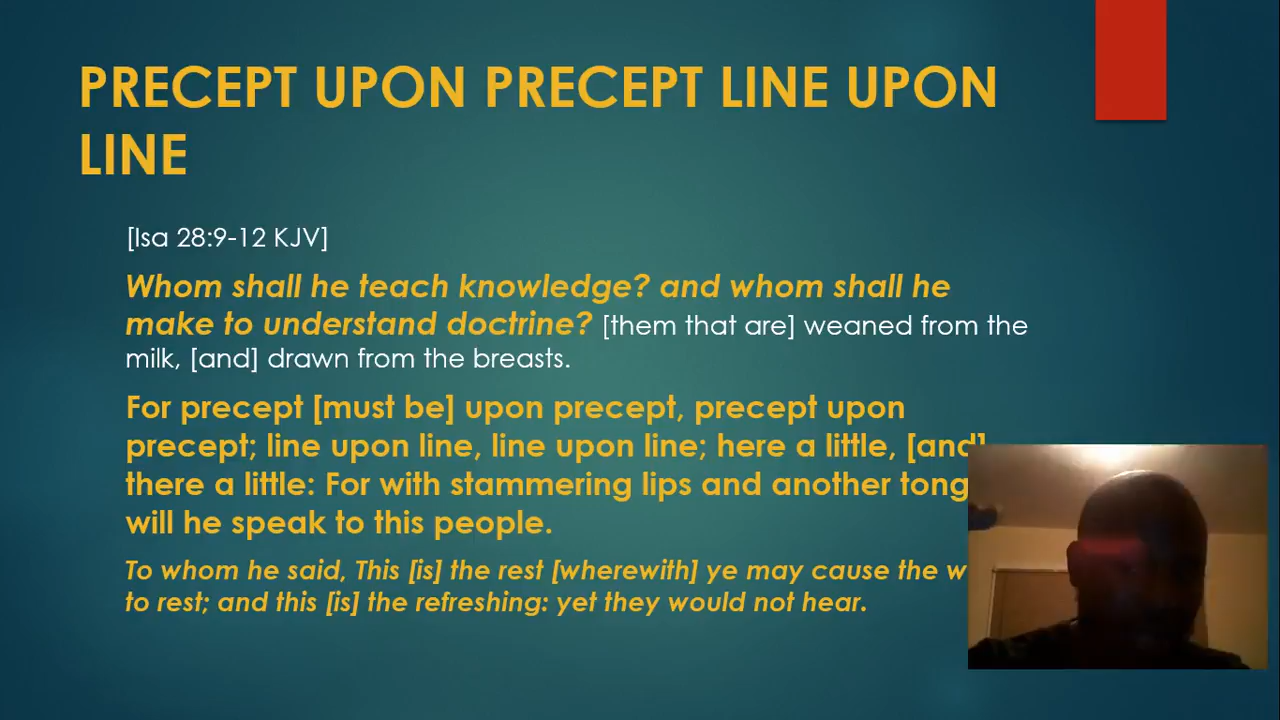 PRECEPT UPON PRECEPT LINE UPON
LINE
[Isa 28:9-12 KJV]
Whom shall he teach knowledge? and whom shall he
make to understand doctrine? [them that are] weaned from the
milk, [and] drawn from the breasts.
For precept [must be] upon precept, precept upon
precept; line upon line, line upon line; here a little, [and]
there a little: For with stammering lips and another
will he speak to this people.
To whom he said, This [is] the rest [wherewith] ye may cause the
to rest; and this [is] the refreshing: yet they would not hear.